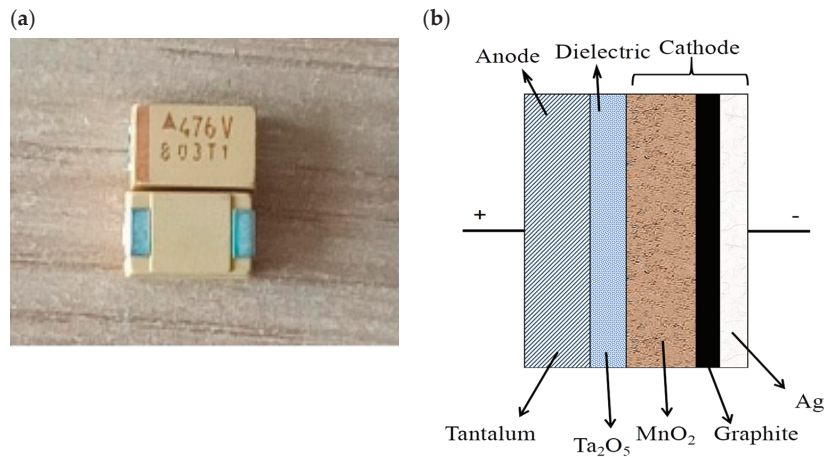 (a)
476V
803T1
(b)
Anode
Dielectric
Cathode
+
-
Tantalum
Ta₂O₅
MnO₂
Graphite
Ag